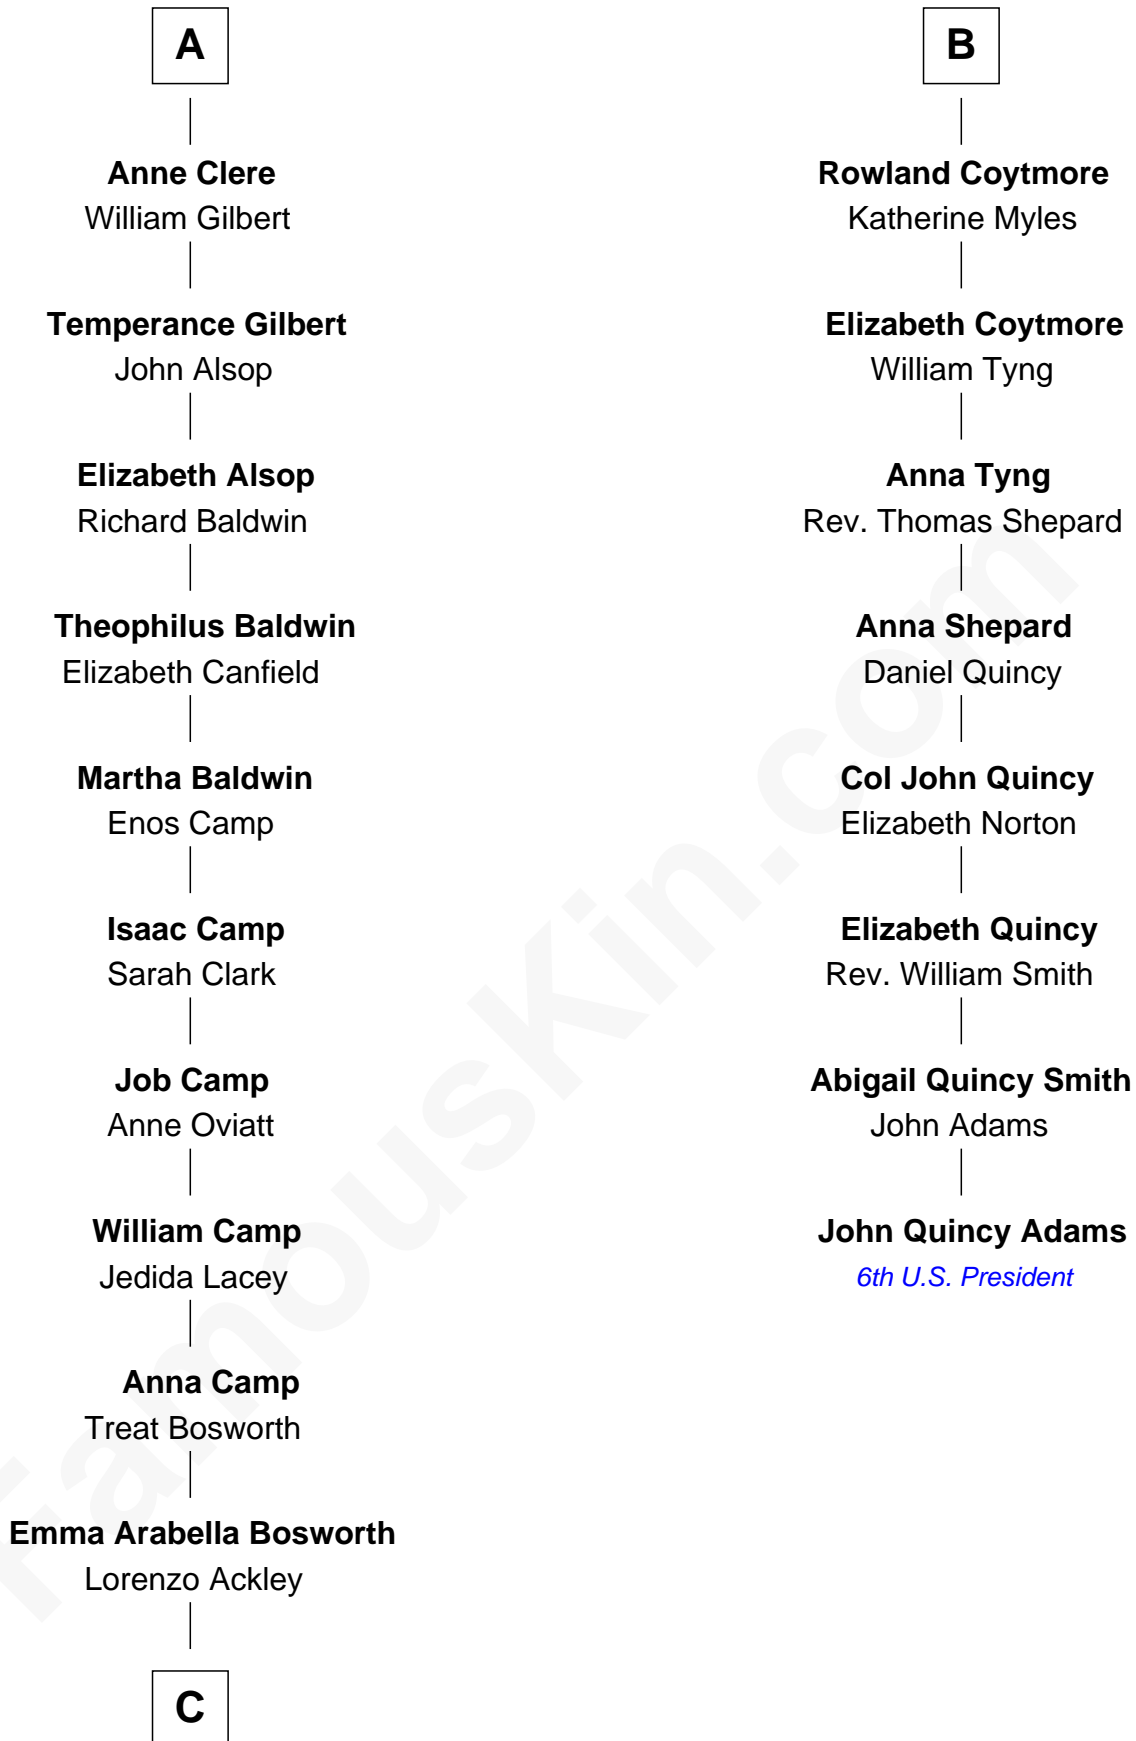 A
Anne Clere
William Gilbert
Temperance Gilbert
John Alsop
Elizabeth Alsop
Richard Baldwin
Theophilus Baldwin
Elizabeth Canfield
Martha Baldwin
Enos Camp
Isaac Camp
Sarah Clark
Job Camp
Anne Oviatt
William Camp
Jedida Lacey
Anna Camp
Treat Bosworth
Emma Arabella Bosworth
Lorenzo Ackley
C
B
Rowland Coytmore
Katherine Myles
Elizabeth Coytmore
William Tyng
Anna Tyng
Rev. Thomas Shepard
Anna Shepard
Daniel Quincy
Col John Quincy
Elizabeth Norton
Elizabeth Quincy
Rev. William Smith
Abigail Quincy Smith
John Adams
John Quincy Adams
6th U.S. President
FamousKin.com